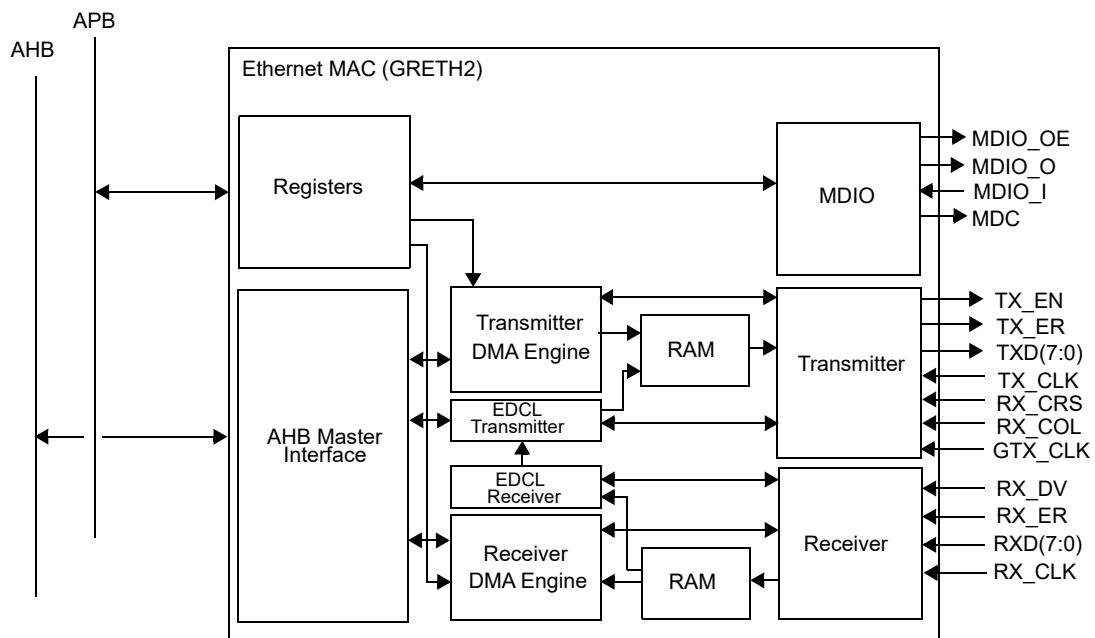 APB
AHB
Ethernet MAC (GRETH2)
Registers
MDIO
MDIO_OE
MDIO_O
MDIO_I
MDC
Transmitter
DMA Engine
RAM
Transmitter
TX_EN
TX_ER
TXD(7:0)
TX_CLK
RX_CRS
RX_COL
GTX_CLK
EDCL
Transmitter
AHB Master
Interface
EDCL
Receiver
Receiver
DMA Engine
RAM
Receiver
RX_DV
RX_ER
RXD(7:0)
RX_CLK